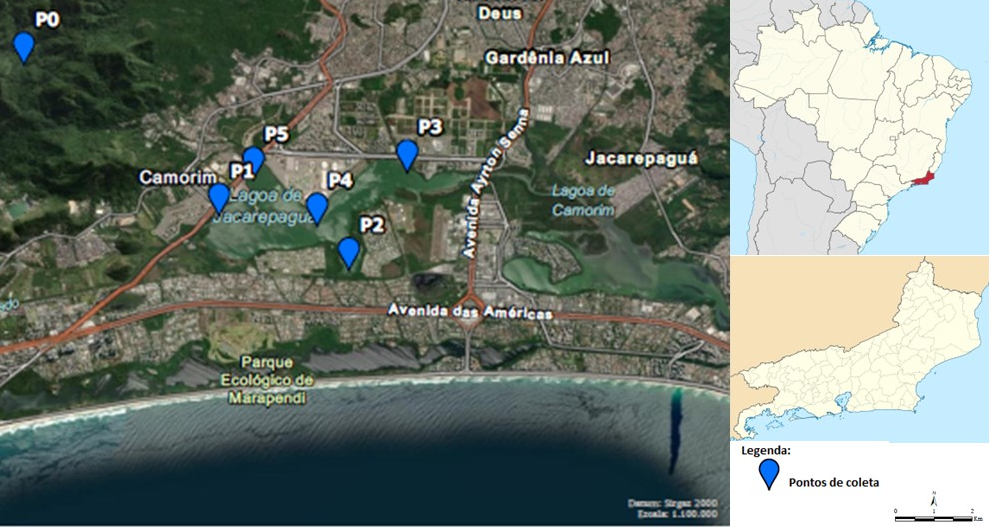 P0
Deus
Gardênia Azul
P5
P3
Camorim
P1
P4
Jacarepaguá
Lagoa de
Jacarepagua
Lagoa de
Camorim
Avenida Ayrton Senna
P2
Avenida das Américas
Parque
Ecológico de
Marapendi
Datum: Sirgas 2000
Escala: 1.100.000
Legenda:
Pontos de coleta
N
0 1 2
Km